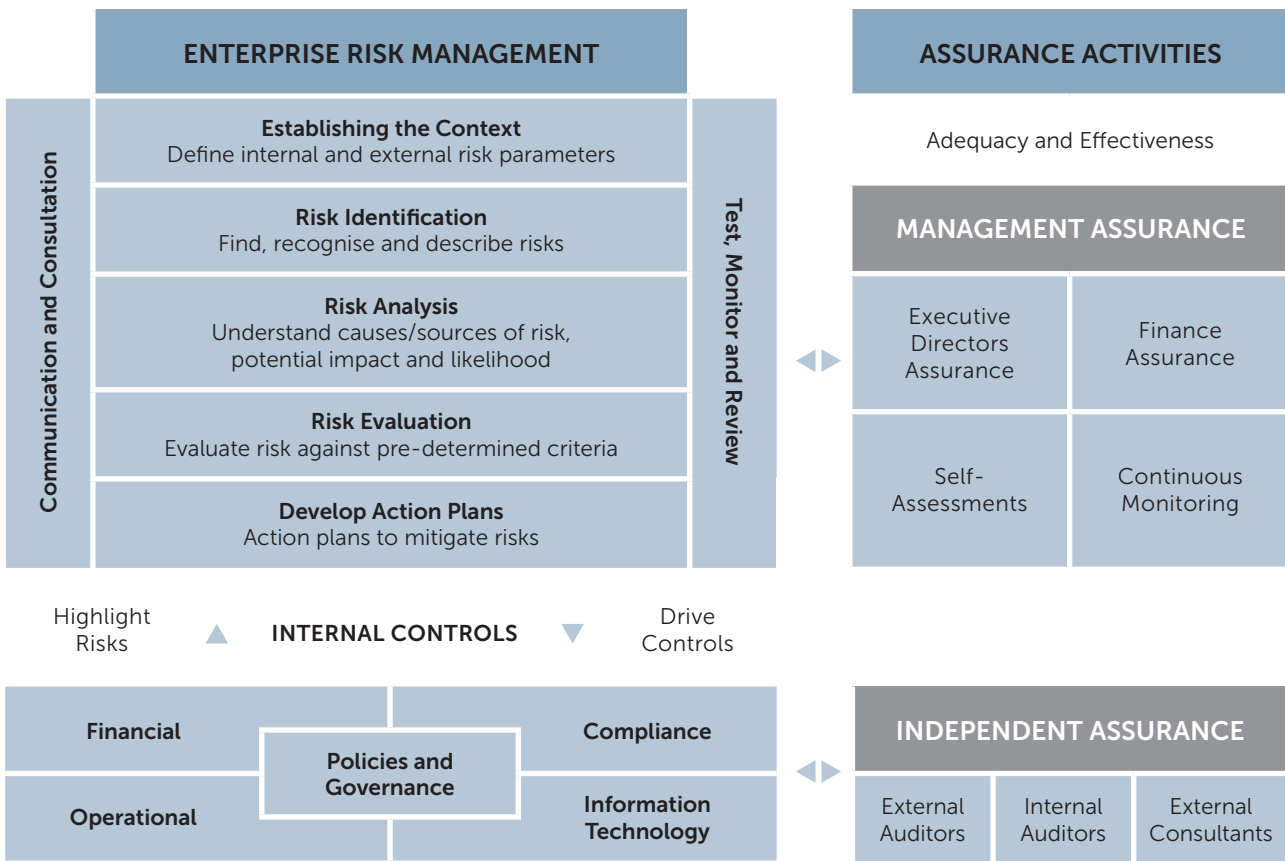 ENTERPRISE RISK MANAGEMENT
Communication and Consultation
Establishing the Context
Define internal and external risk parameters
Risk Identification
Find, recognise and describe risks
Risk Analysis
Understand causes/sources of risk,
potential impact and likelihood
Risk Evaluation
Evaluate risk against pre-determined criteria
Develop Action Plans
Action plans to mitigate risks
Test, Monitor and Review
Highlight
Risks
INTERNAL CONTROLS
Drive
Controls
Financial
Compliance
Policies and
Governance
Operational
Information
Technology
ASSURANCE ACTIVITIES
Adequacy and Effectiveness
MANAGEMENT ASSURANCE
Executive
Directors
Assurance
Finance
Assurance
Self-
Assessments
Continuous
Monitoring
INDEPENDENT ASSURANCE
External
Auditors
Internal
Auditors
External
Consultants